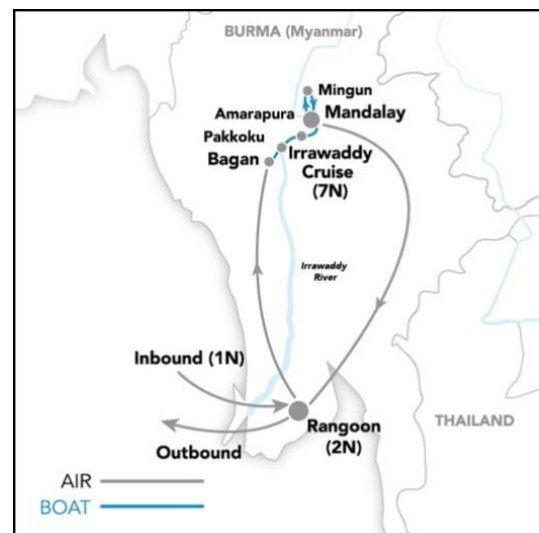 BURMA (Myanmar)
Mingun
Amarapura
Mandalay
Pakkoku
Bagan
Irrawaddy
Cruise
(7N)
Irrawaddy
River
Inbound (1N)
Rangoon
(2N)
Outbound
THAILAND
AIR
BOAT